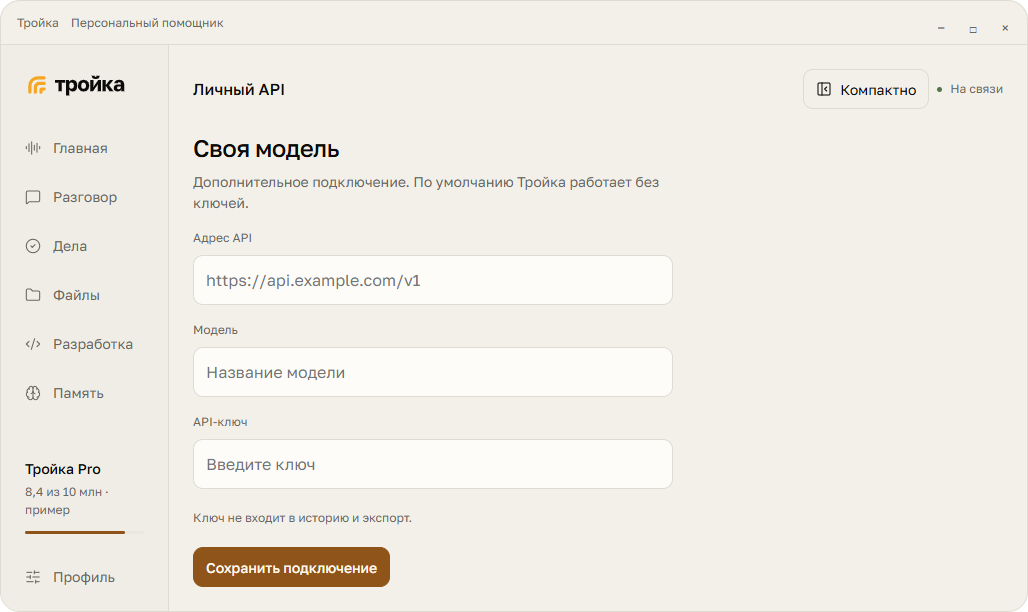 Тройка Персональный помощник
тройка
Главная
Разговор
Дела
Файлы
Разработка
Память
Тройка Pro
8,4 из 10 млн ·
пример
Профиль
Личный API
Компактно
На связи
Своя модель
Дополнительное подключение. По умолчанию Тройка работает без
ключей.
Адрес API
https://api.example.com/v1
Модель
Название модели
API-ключ
Введите ключ
Ключ не входит в историю и экспорт.
Сохранить подключение